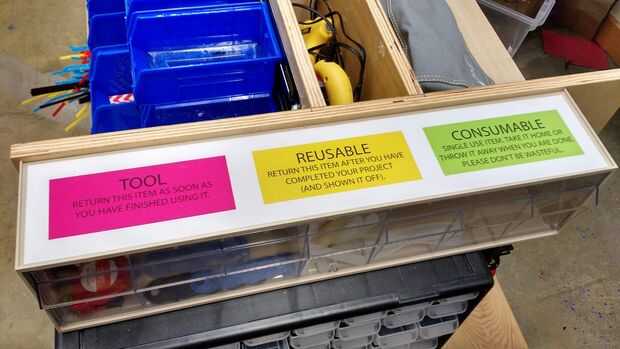 TOOL
RETURN THIS ITEM AS SOON AS
YOU HAVE FINISHED USING IT.
REUSABLE
RETURN THIS ITEM AFTER YOU HAVE
COMPLETED YOUR PROJECT
(AND SHOWN IT OFF).
CONSUMABLE
SINGLE USE ITEM. TAKE IT HOME OR
THROW IT AWAY WHEN YOU ARE DONE.
PLEASE DON'T BE WASTEFUL.